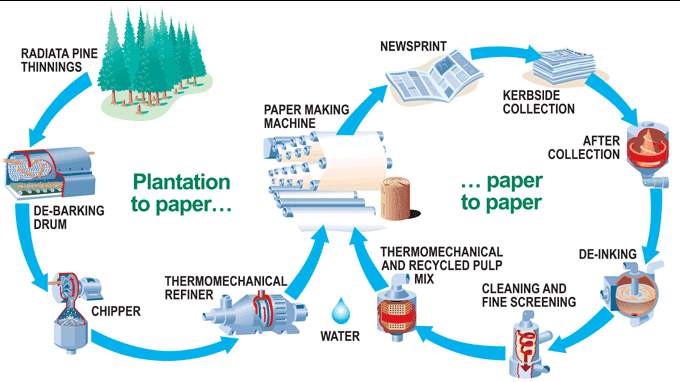 RADIATA PINE
THINNINGS
DE-BARKING
DRUM
CHIPPER
THERMOMECHANICAL
REFINER
Plantation
to paper...
PAPER MAKING
MACHINE
WATER
NEWSPRINT
KERBSIDE
COLLECTION
AFTER
COLLECTION
... paper
to paper
DE-INKING
CLEANING AND
FINE SCREENING
THERMOMECHANICAL
AND RECYCLED PULP
MIX